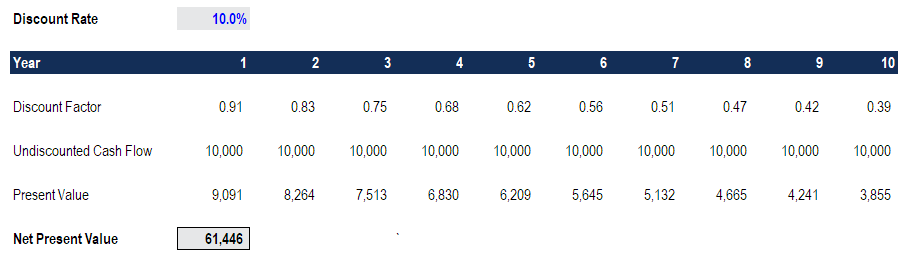 Discount Rate 10.0%
Year 1 2 3 4 5 6 7 8 9 10
Discount Factor 0.91 0.83 0.75 0.68 0.62 0.56 0.51 0.47 0.42 0.39
Undiscounted Cash Flow 10,000 10,000 10,000 10,000 10,000 10,000 10,000 10,000 10,000 10,000
Present Value 9,091 8,264 7,513 6,830 6,209 5,645 5,132 4,665 4,241 3,855
Net Present Value 61,446 `